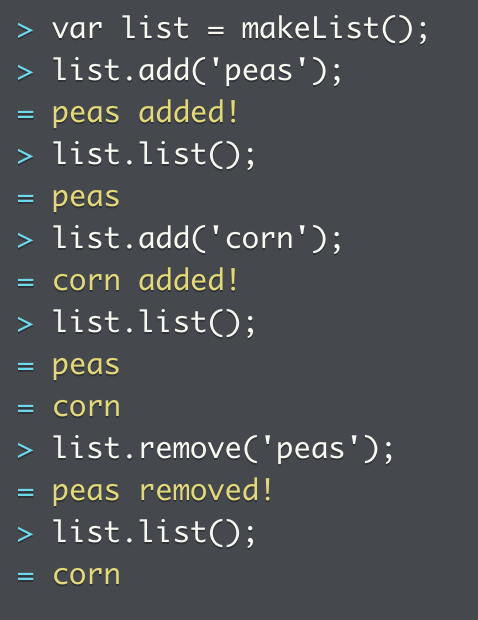 > var list = makeList();
> list.add('peas');
= peas added!
> list.list();
= peas
> list.add('corn');
= corn added!
> list.list();
= peas
= corn
> list.remove('peas');
= peas removed!
> list.list();
= corn